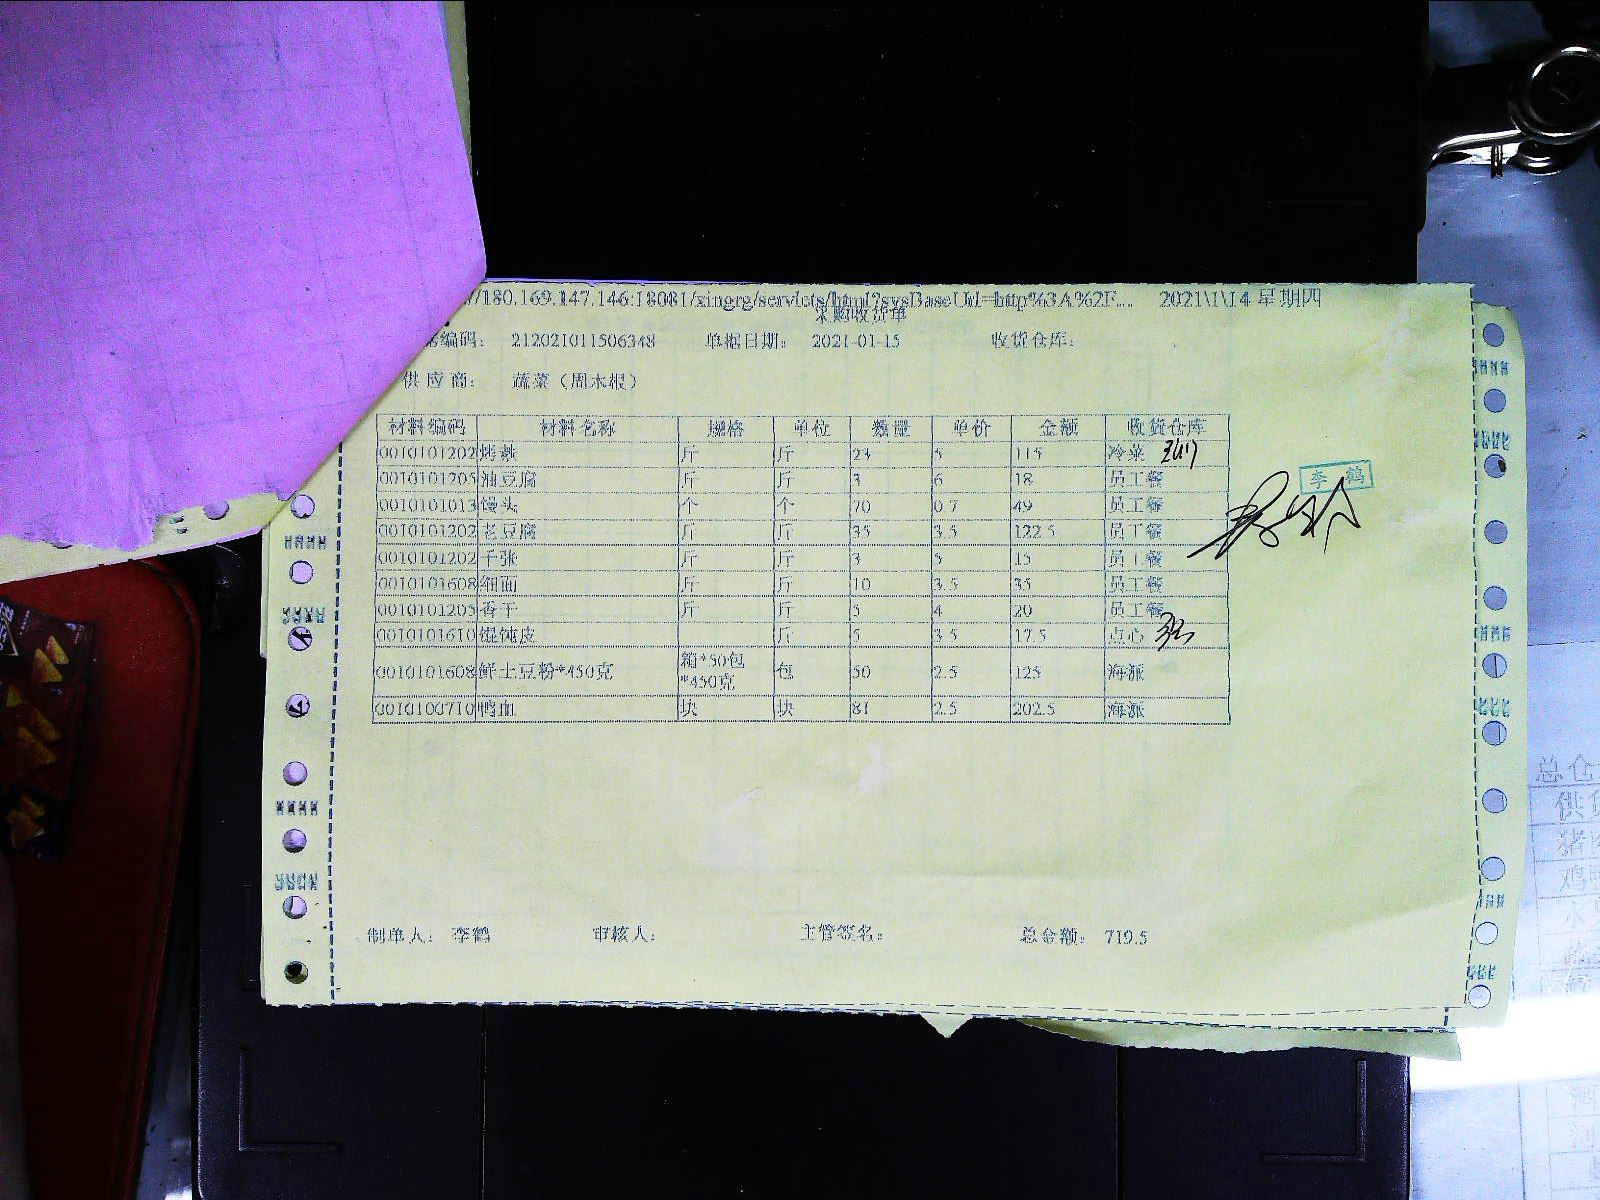 //180.169.147.146:18081/xingrg/servlets/html?sysBaseUrl=http%3A%2F... 2021\1\14 星期四
采购收货单
编码： 212021011506348 单据日期： 2021-01-15 收货仓库：
供应商： 蔬菜（周木根）
材料编码 材料名称 规格 单位 数量 单价 金额 收货仓库
0010101202 烤麸 斤 斤 23 5 115 冷菜
0010101205 油豆腐 斤 斤 3 6 18 员工餐
0010101013 馒头 个 个 70 0.7 49 员工餐
0010101202 老豆腐 斤 斤 35 3.5 122.5 员工餐
0010101202 千张 斤 斤 3 5 15 员工餐
0010101608 细面 斤 斤 10 3.5 35 员工餐
0010101205 香干 斤 斤 5 4 20 员工餐
0010101610 馄饨皮 斤 5 3.5 17.5 点心
0010101608 鲜土豆粉*450克 箱*50包*450克 包 50 2.5 125 海派
0010100710 鸭血 块 块 81 2.5 202.5 海派
李鹤
制单人： 李鹤 审核人： 主管签名： 总金额： 719.5
总仓